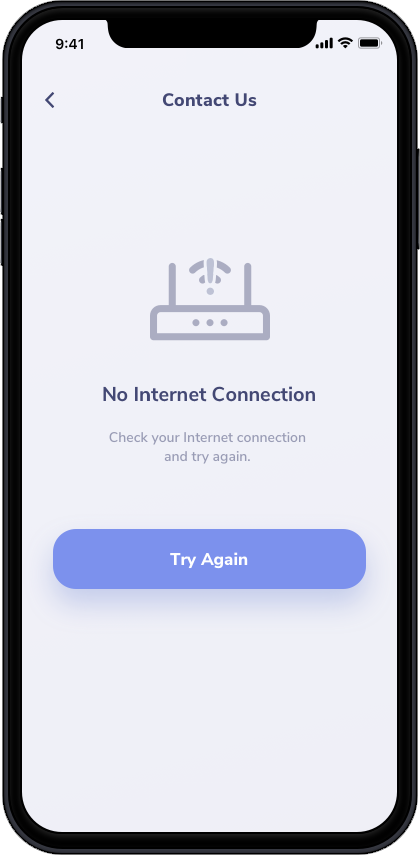 9:41
Contact Us
No Internet Connection
Check your Internet connection
and try again.
Try Again